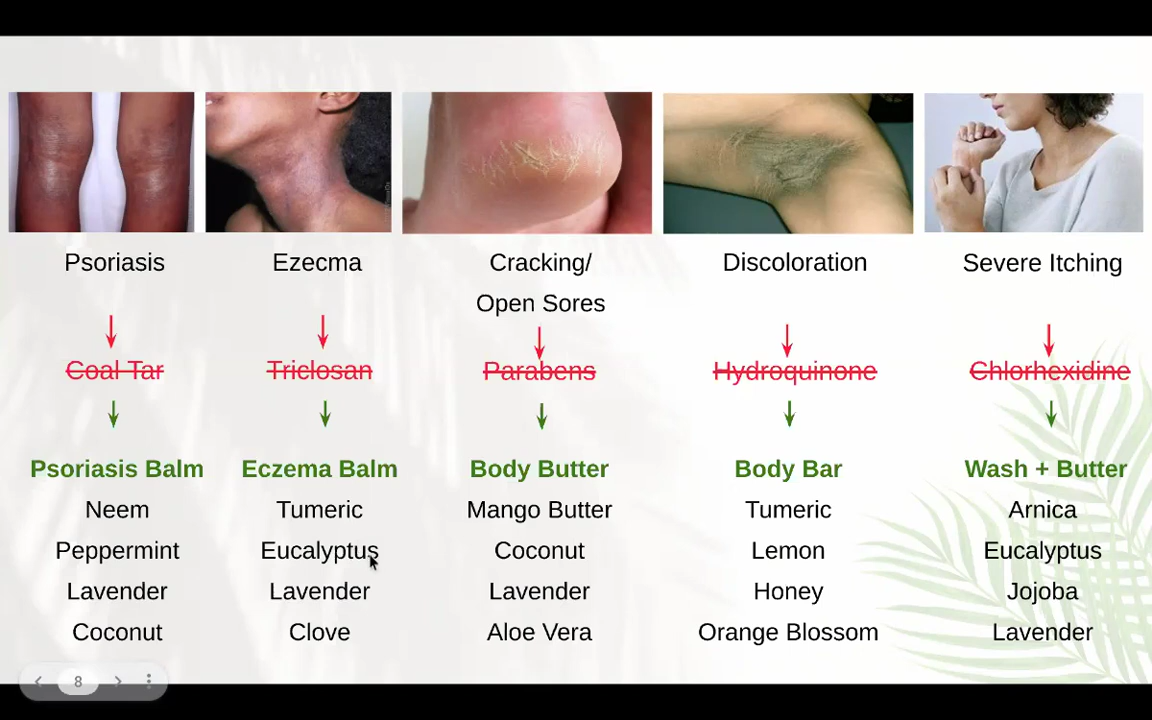 Psoriasis
Ezecma
Cracking/
Open Sores
Discoloration
Severe Itching
Coal Tar
Triclosan
Parabens
Hydroquinone
Chlorhexidine
Psoriasis Balm
Neem
Peppermint
Lavender
Coconut
Eczema Balm
Tumeric
Eucalyptus
Lavender
Clove
Body Butter
Mango Butter
Coconut
Lavender
Aloe Vera
Body Bar
Tumeric
Lemon
Honey
Orange Blossom
Wash + Butter
Arnica
Eucalyptus
Jojoba
Lavender
8